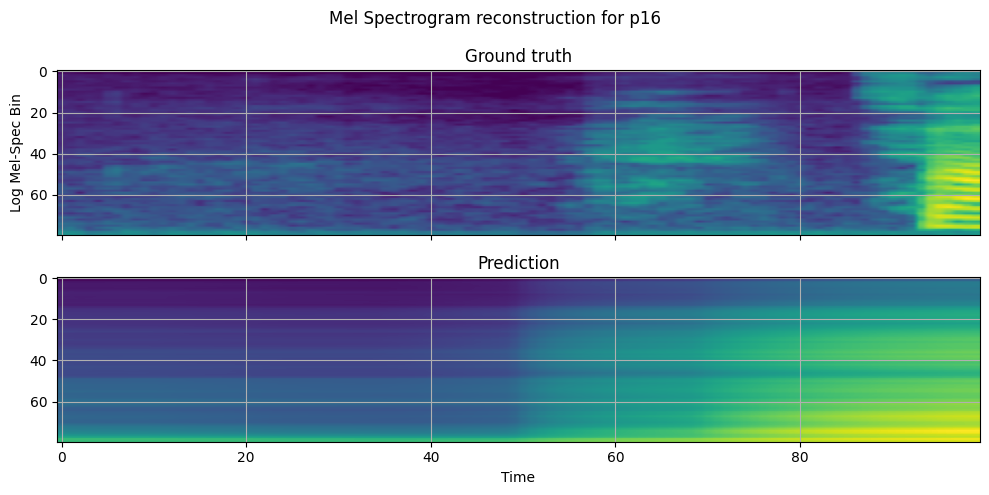 Mel Spectrogram reconstruction for p16
Ground truth
0
20
40
60
Log Mel-Spec Bin
Prediction
0
20
40
60
0 20 40 60 80
Time